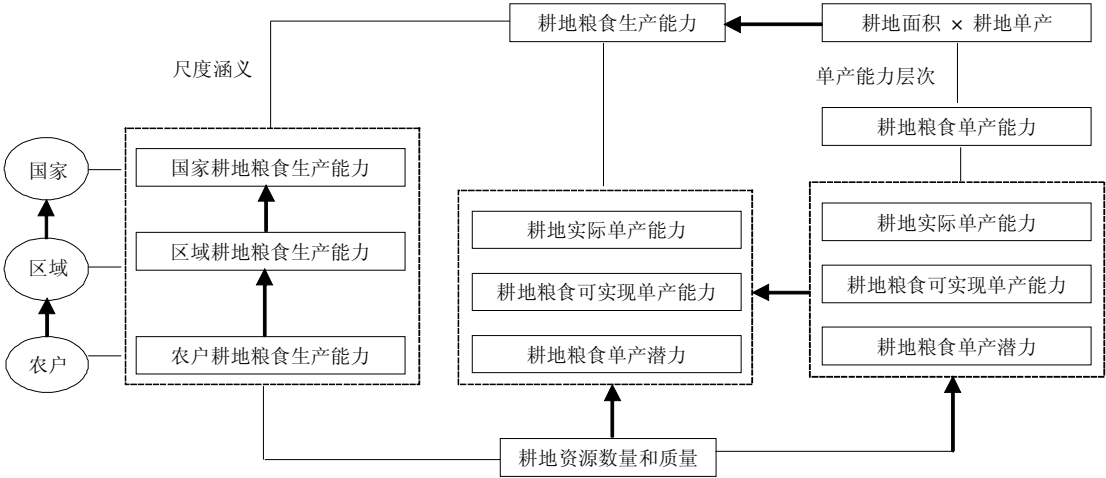 耕地粮食生产能力
耕地面积 × 耕地单产
尺度涵义
单产能力层次
耕地粮食单产能力
国家
区域
农户
国家耕地粮食生产能力
区域耕地粮食生产能力
农户耕地粮食生产能力
耕地实际单产能力
耕地粮食可实现单产能力
耕地粮食单产潜力
耕地实际单产能力
耕地粮食可实现单产能力
耕地粮食单产潜力
耕地资源数量和质量